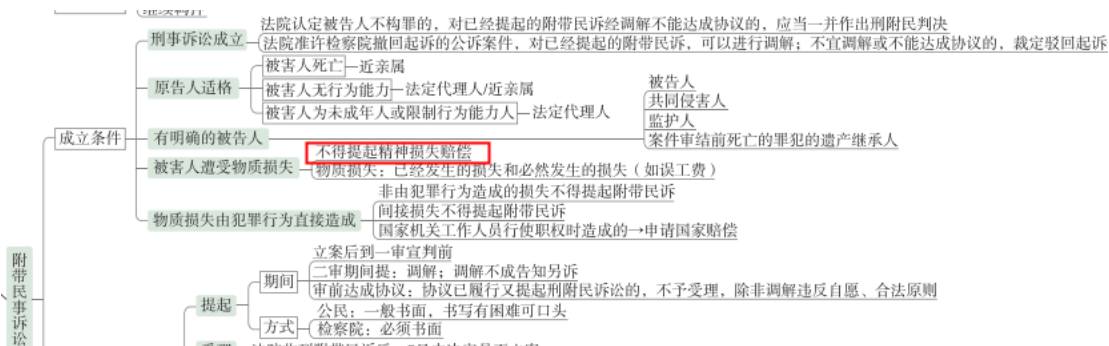 法院认定被告人不构罪的，对已经提起的附带民诉经调解不能达成协议的，应当一并作出刑附民判决
刑事诉讼成立
法院准许检察院撤回起诉的公诉案件，对已经提起的附带民诉，可以进行调解；不宜调解或不能达成协议的，裁定驳回起诉
被害人死亡
近亲属
原告人适格
被害人无行为能力
法定代理人/近亲属
被害人为未成年人或限制行为能力人
法定代理人
被告人
共同侵害人
监护人
案件审结前死亡的罪犯的遗产继承人
成立条件
有明确的被告人
不得提起精神损失赔偿
被害人遭受物质损失
物质损失：已经发生的损失和必然发生的损失（如误工费）
非由犯罪行为造成的损失不得提起附带民诉
物质损失由犯罪行为直接造成
间接损失不得提起附带民诉
国家机关工作人员行使职权时造成的→申请国家赔偿
附带民事诉讼
立案后到一审宣判前
期间
二审期间提：调解；调解不成告知另诉
审前达成协议：协议已履行又提起刑附民诉讼的，不予受理，除非调解违反自愿、合法原则
提起
公民：一般书面，书写有困难可口头
方式
检察院：必须书面